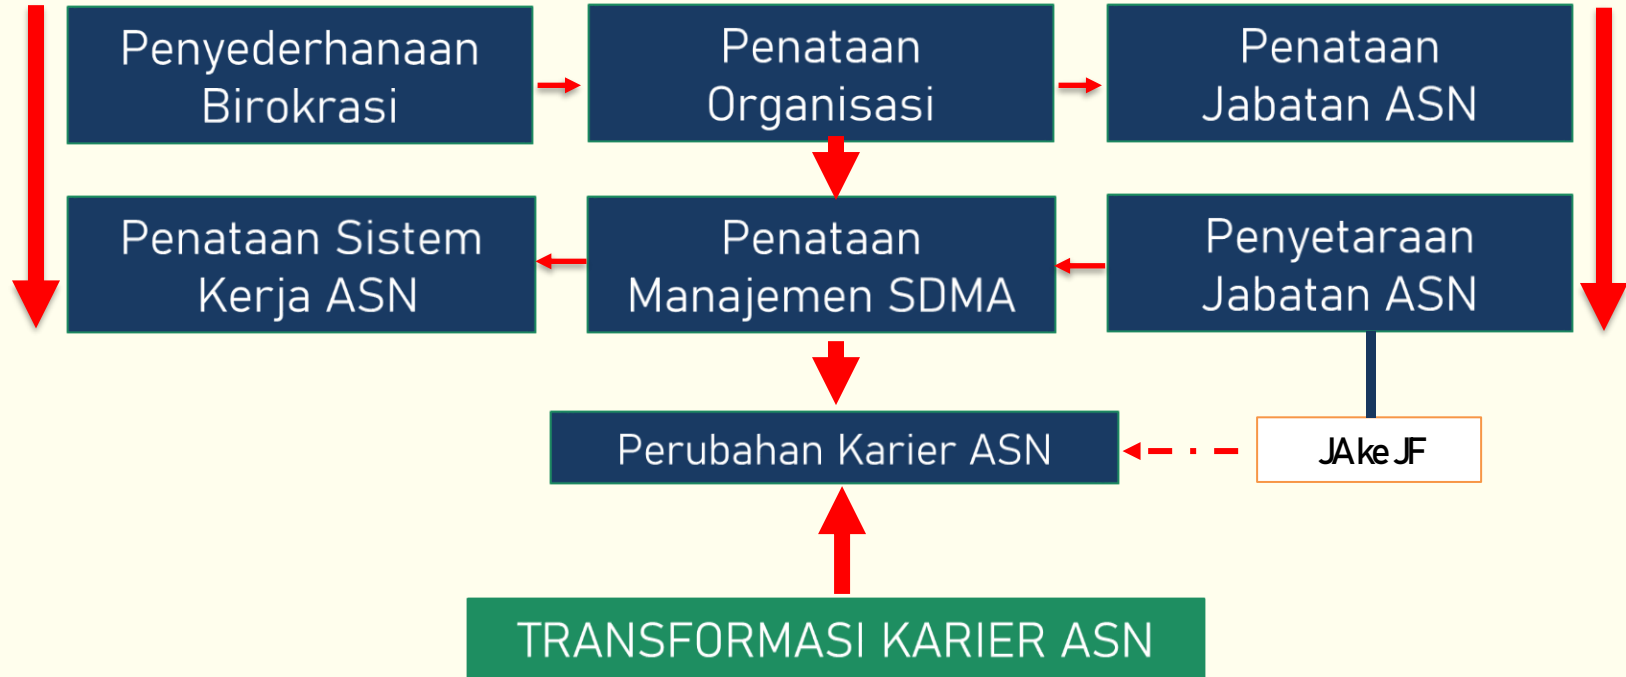 Penyederhanaan
Birokrasi
Penataan
Organisasi
Penataan
Jabatan ASN
Penataan Sistem
Kerja ASN
Penataan
Manajemen SDMA
Penyetaraan
Jabatan ASN
Perubahan Karier ASN
JA ke JF
TRANSFORMASI KARIER ASN